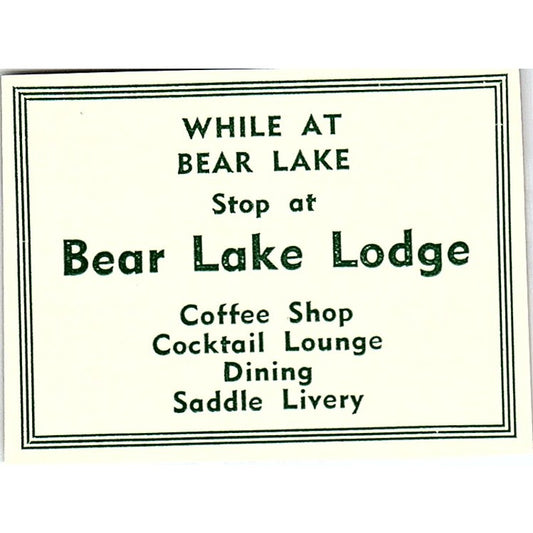 WHILE AT
BEAR LAKE
Stop at
Bear Lake Lodge
Coffee Shop
Cocktail Lounge
Dining
Saddle Livery